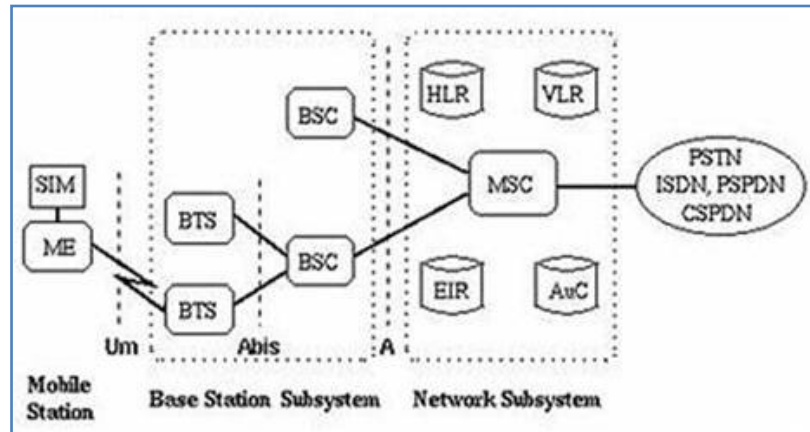 HLR
VLR
BSC
SIM
ME
BTS
BTS
BSC
MSC
PSTN
ISDN, PSPDN
CSPDN
EIR
AuC
Um
Abis
A
Mobile
Station
Base Station Subsystem
Network Subsystem